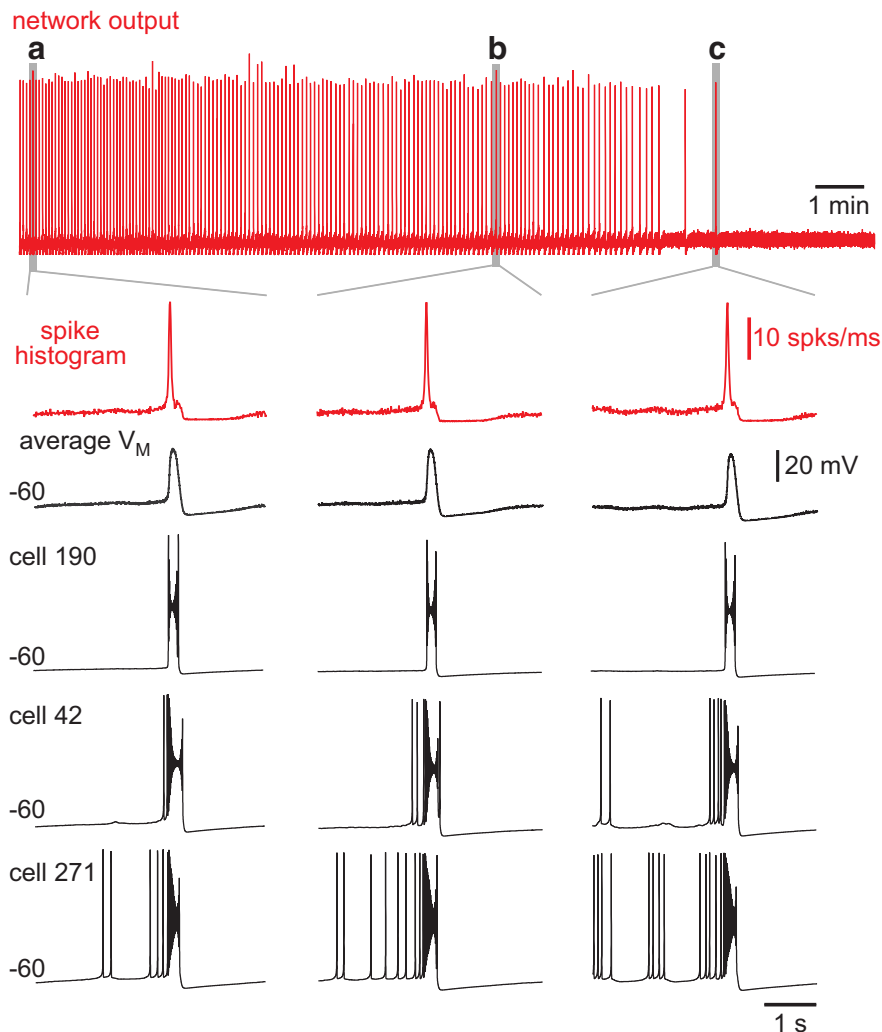 network output
a b c
1 min
spike
histogram
10 spks/ms
average VM
20 mV
-60
cell 190
-60
cell 42
-60
cell 271
-60
1 s